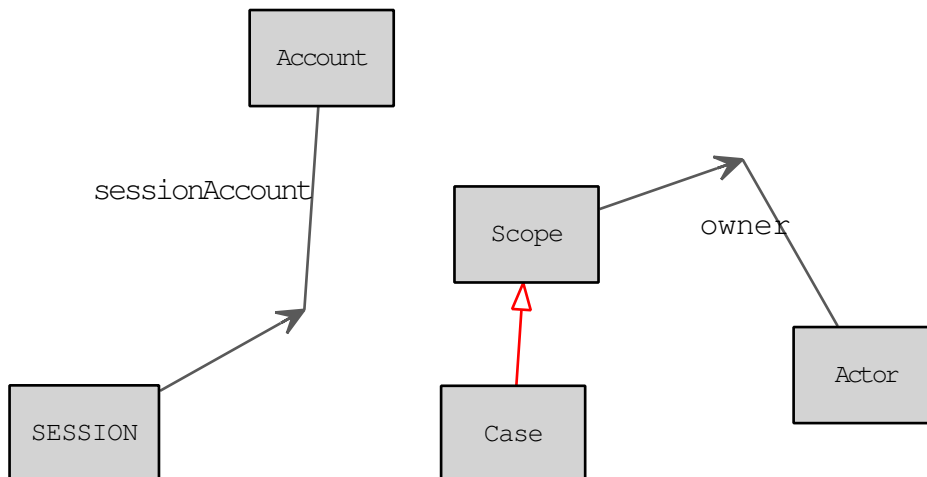 Account
sessionAccount
Scope
owner
Actor
SESSION
Case